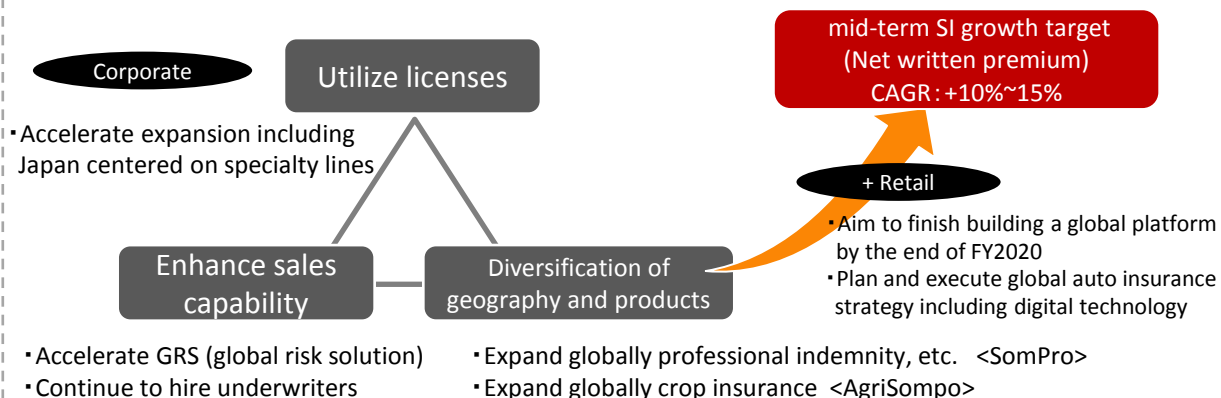 mid-term SI growth target
(Net written premium)
CAGR：+10%~15%
Corporate
Utilize licenses
・Accelerate expansion including
Japan centered on specialty lines
+ Retail
・Aim to finish building a global platform
by the end of FY2020
・Plan and execute global auto insurance
strategy including digital technology
Enhance sales
capability
Diversification of
geography and products
・Accelerate GRS (global risk solution)
・Continue to hire underwriters
・Expand globally professional indemnity, etc. <SomPro>
・Expand globally crop insurance <AgriSompo>